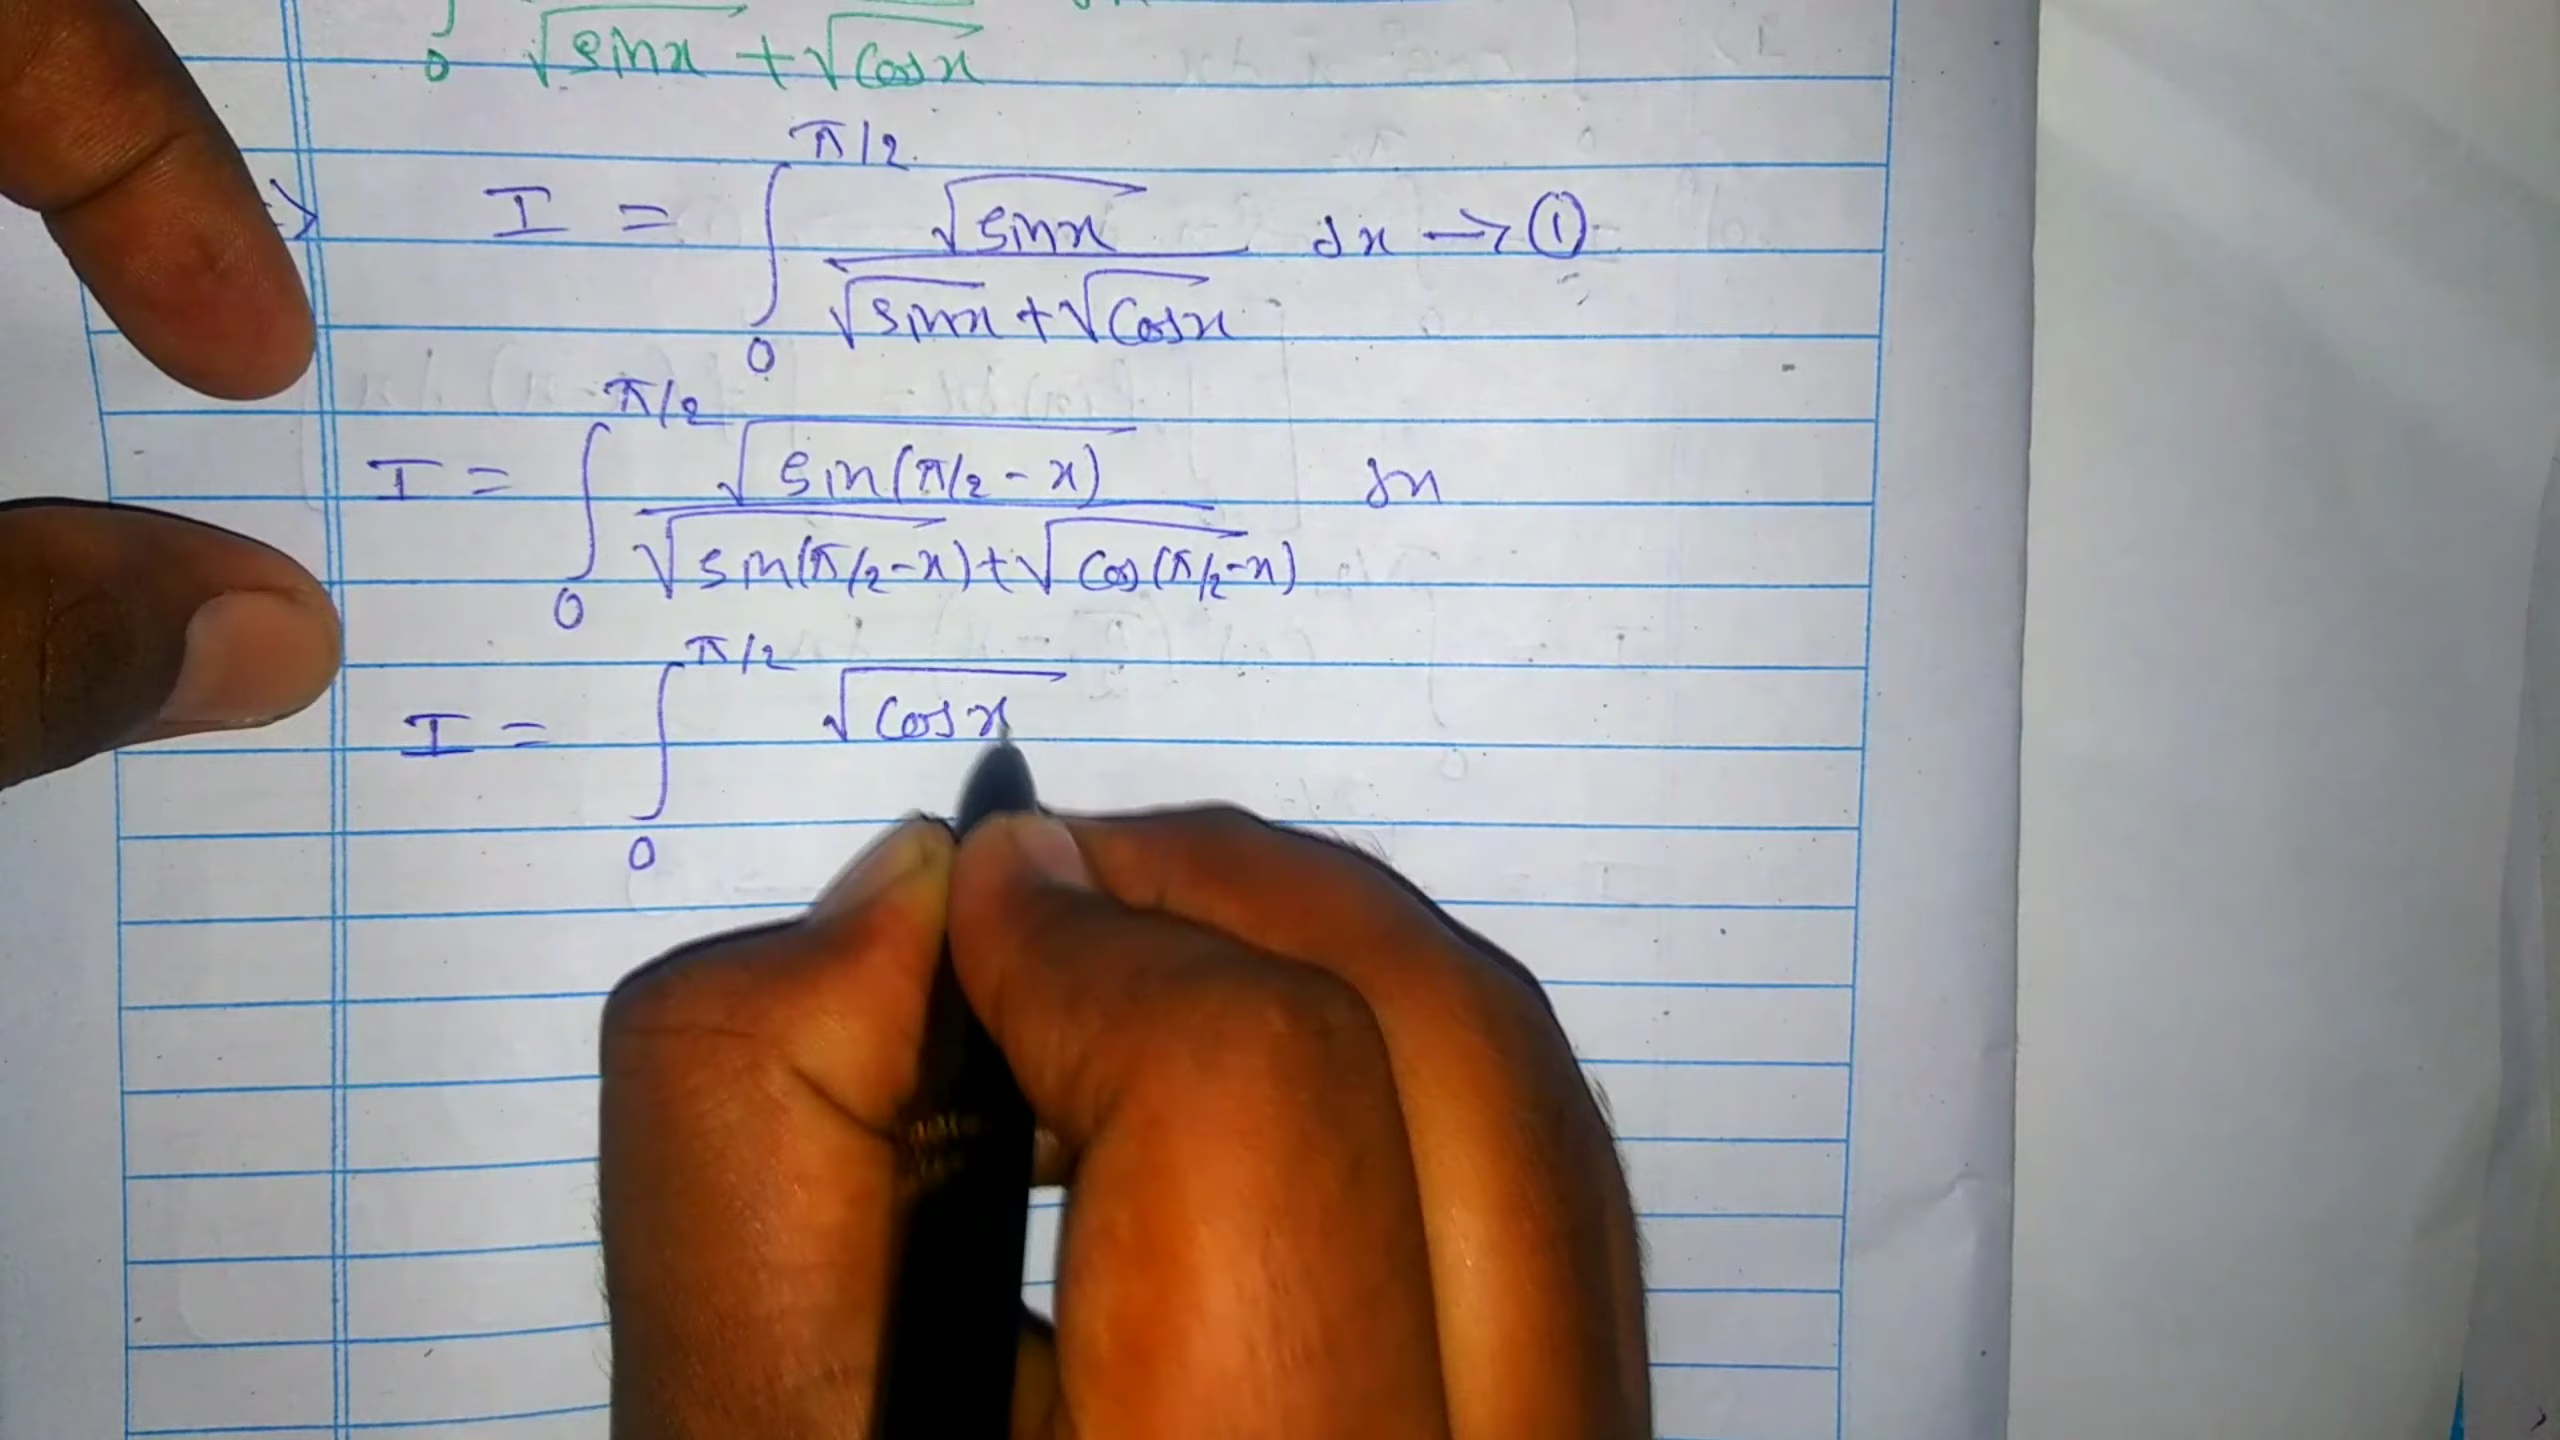 0 √sinx + √cosx
=> I = ∫₀^π/2 √sinx / (√sinx + √cosx) dx → ①
I = ∫₀^π/2 √sin(π/2 - x) / (√sin(π/2-x) + √cos(π/2-x)) dx
I = ∫₀^π/2 √cosx